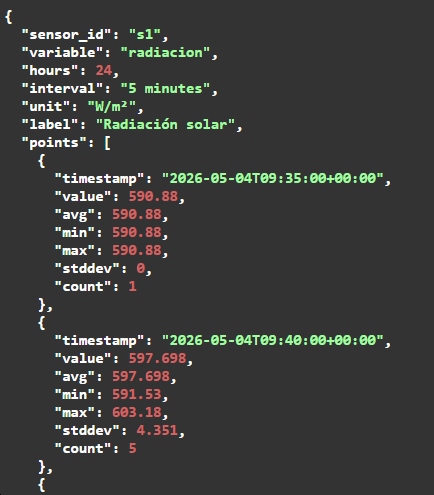 {
  "sensor_id": "s1",
  "variable": "radiacion",
  "hours": 24,
  "interval": "5 minutes",
  "unit": "W/m²",
  "label": "Radiación solar",
  "points": [
    {
      "timestamp": "2026-05-04T09:35:00+00:00",
      "value": 590.88,
      "avg": 590.88,
      "min": 590.88,
      "max": 590.88,
      "stddev": 0,
      "count": 1
    },
    {
      "timestamp": "2026-05-04T09:40:00+00:00",
      "value": 597.698,
      "avg": 597.698,
      "min": 591.53,
      "max": 603.18,
      "stddev": 4.351,
      "count": 5
    },
    {